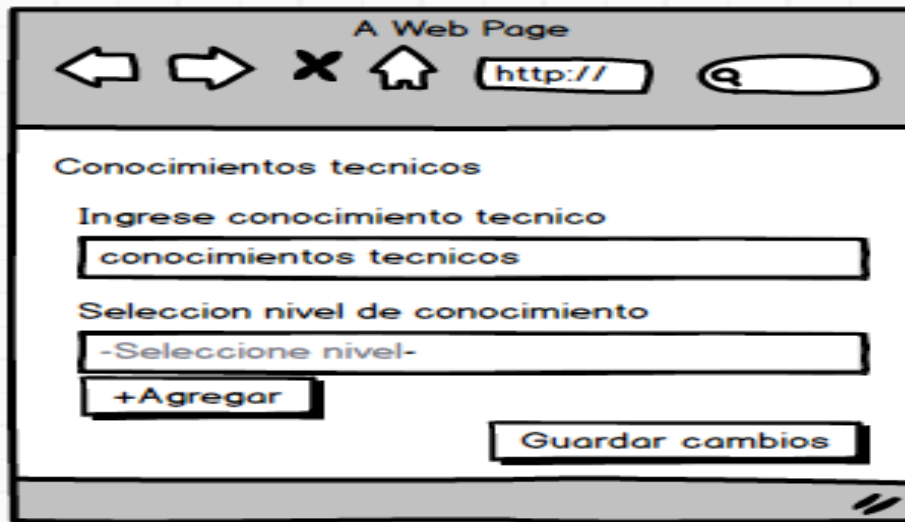 A Web Page
http://
Conocimientos tecnicos
Ingrese conocimiento tecnico
conocimientos tecnicos
Seleccion nivel de conocimiento
-Seleccione nivel-
+Agregar
Guardar cambios